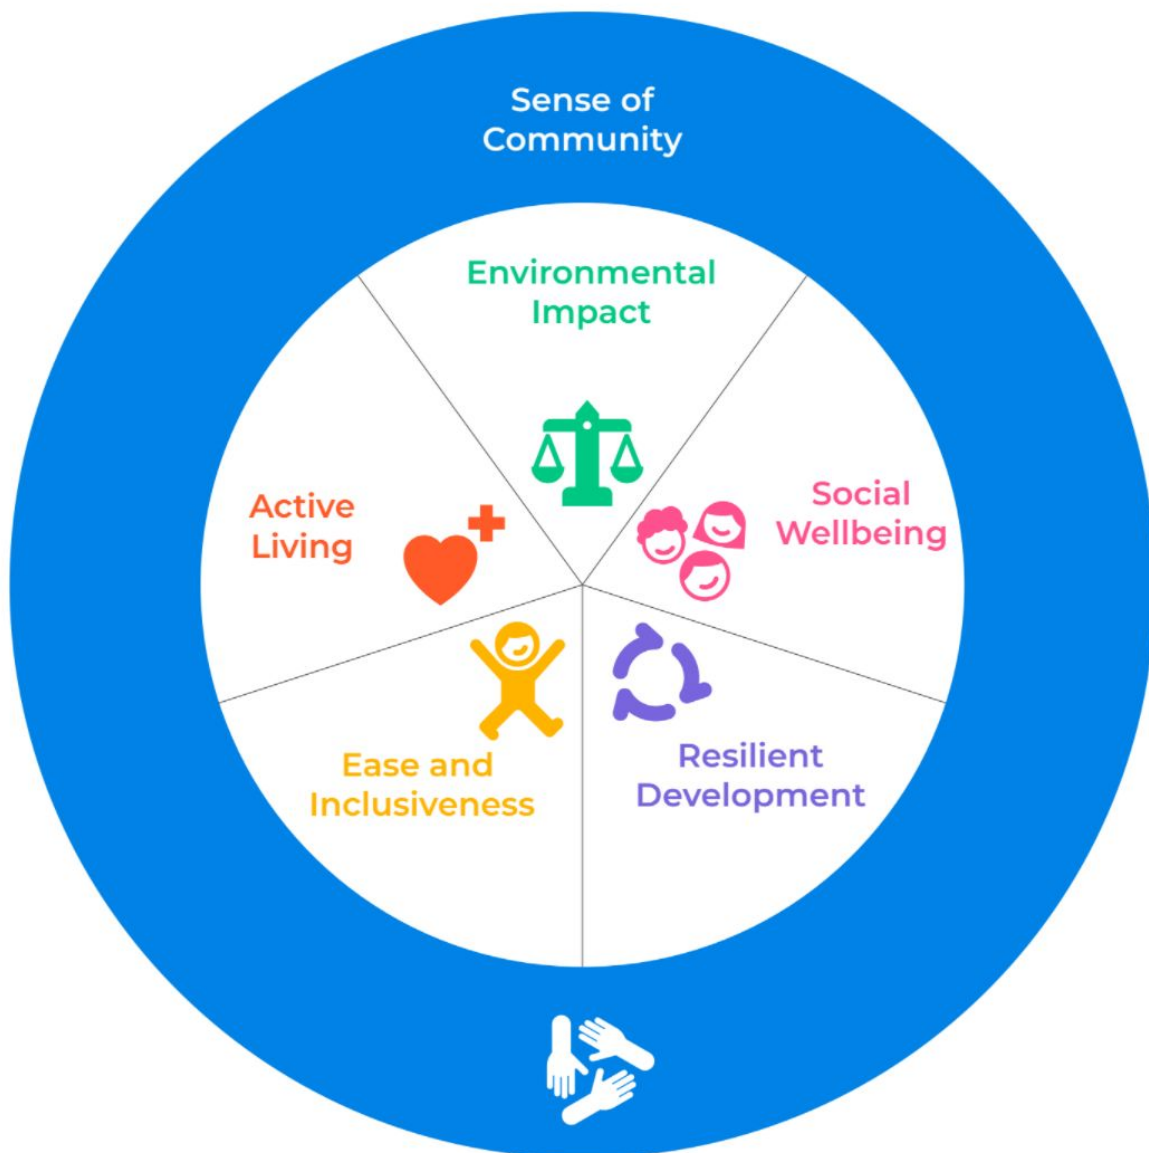 Sense of
Community
Environmental
Impact
Active
Living
Social
Wellbeing
Ease and
Inclusiveness
Resilient
Development